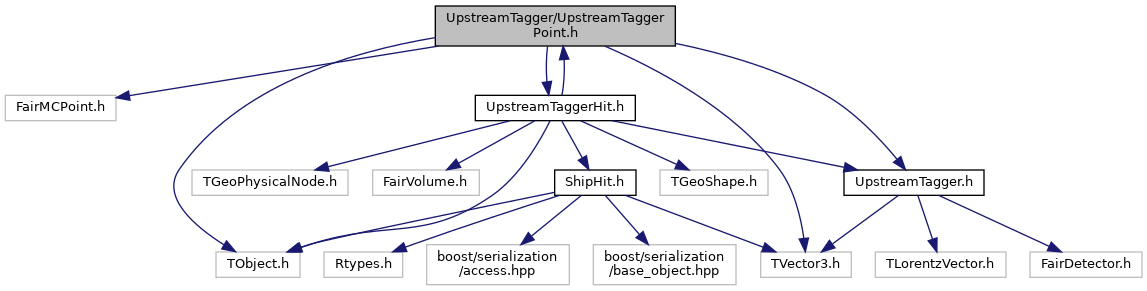 UpstreamTagger/UpstreamTagger
Point.h
FairMCPoint.h
UpstreamTaggerHit.h
TGeoPhysicalNode.h
FairVolume.h
ShipHit.h
TGeoShape.h
UpstreamTagger.h
TObject.h
Rtypes.h
boost/serialization
/access.hpp
boost/serialization
/base_object.hpp
TVector3.h
TLorentzVector.h
FairDetector.h